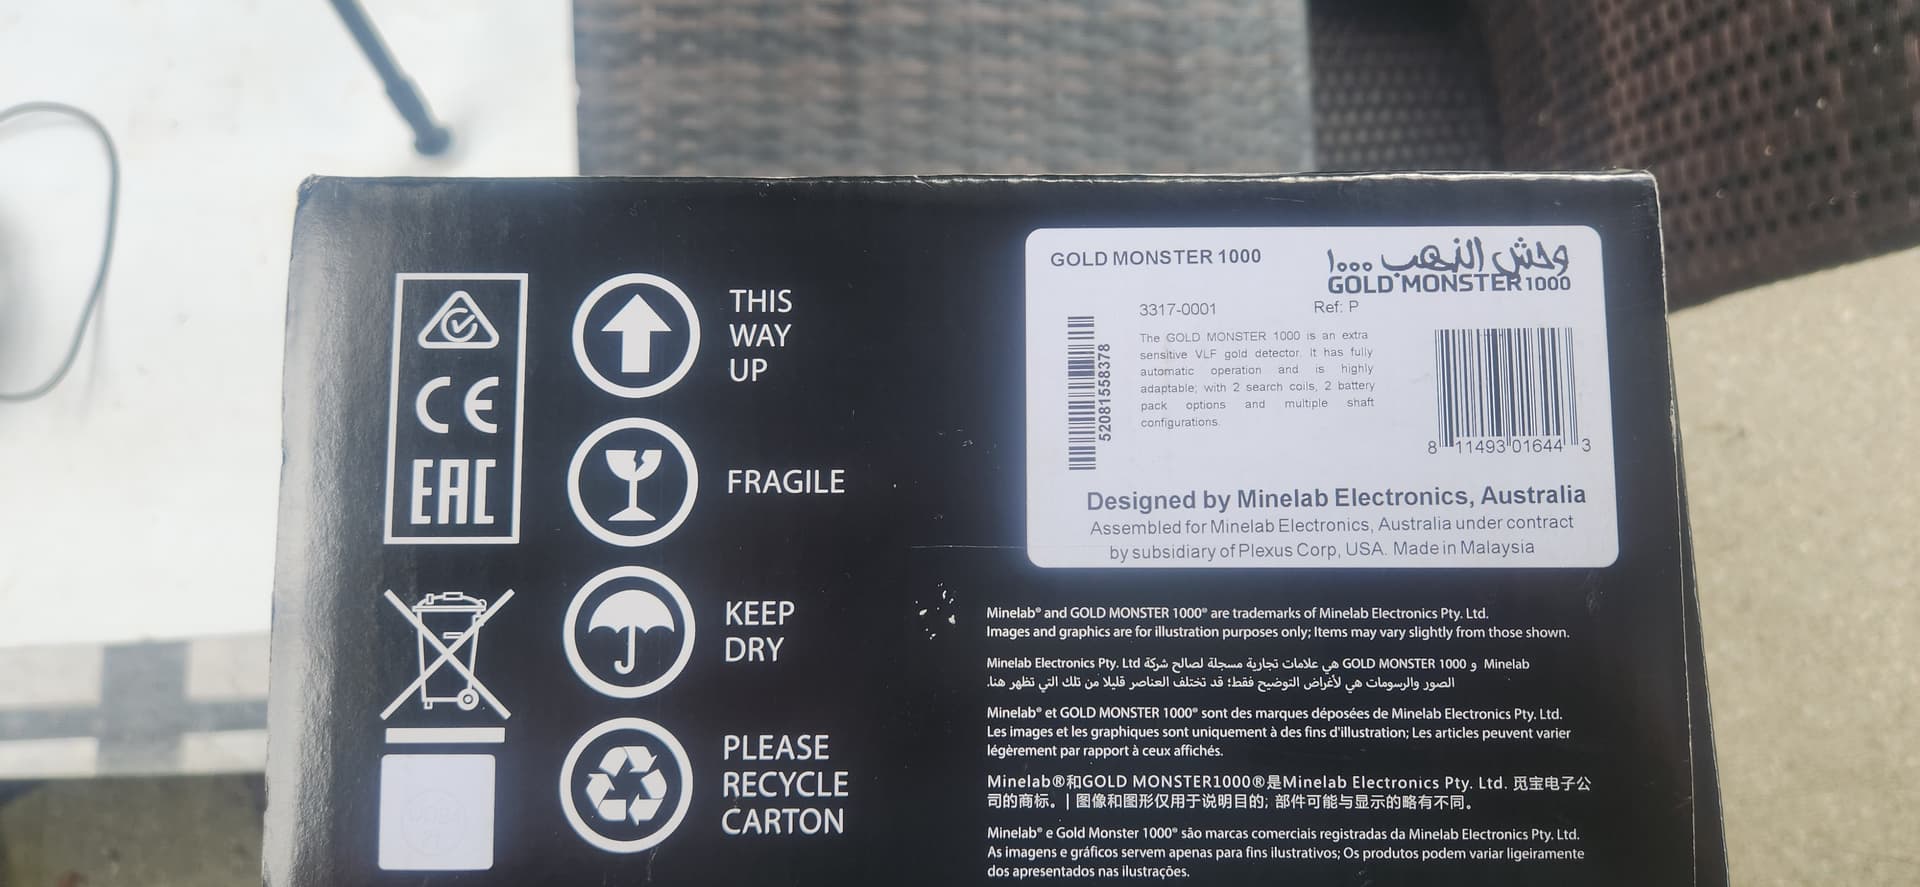 CE
EAC
THIS
WAY
UP
FRAGILE
KEEP
DRY
PLEASE
RECYCLE
CARTON
GOLD MONSTER 1000
وحش الذهب ١٠٠٠
GOLD MONSTER 1000
3317-0001
Ref: P
52081558378
The GOLD MONSTER 1000 is an extra
sensitive VLF gold detector. It has fully
automatic operation and is highly
adaptable; with 2 search coils, 2 battery
pack options and multiple shaft
configurations.
8 11493 01644 3
Designed by Minelab Electronics, Australia
Assembled for Minelab Electronics, Australia under contract
by subsidiary of Plexus Corp, USA. Made in Malaysia
Minelab® and GOLD MONSTER 1000® are trademarks of Minelab Electronics Pty. Ltd.
Images and graphics are for illustration purposes only; Items may vary slightly from those shown.
Minelab و GOLD MONSTER 1000 هي علامات تجارية مسجلة لصالح شركة Minelab Electronics Pty. Ltd
الصور والرسومات هي لأغراض التوضيح فقط؛ قد تختلف العناصر قليلا من تلك التي تظهر هنا.
Minelab® et GOLD MONSTER 1000® sont des marques déposées de Minelab Electronics Pty. Ltd.
Les images et les graphiques sont uniquement à des fins d'illustration; Les articles peuvent varier
légèrement par rapport à ceux affichés.
Minelab®和GOLD MONSTER1000®是Minelab Electronics Pty. Ltd. 觅宝电子公
司的商标。| 图像和图形仅用于说明目的; 部件可能与显示的略有不同。
Minelab® e Gold Monster 1000® são marcas comerciais registradas da Minelab Electronics Pty. Ltd.
As imagens e gráficos servem apenas para fins ilustrativos; Os produtos podem variar ligeiramente
dos apresentados nas ilustrações.